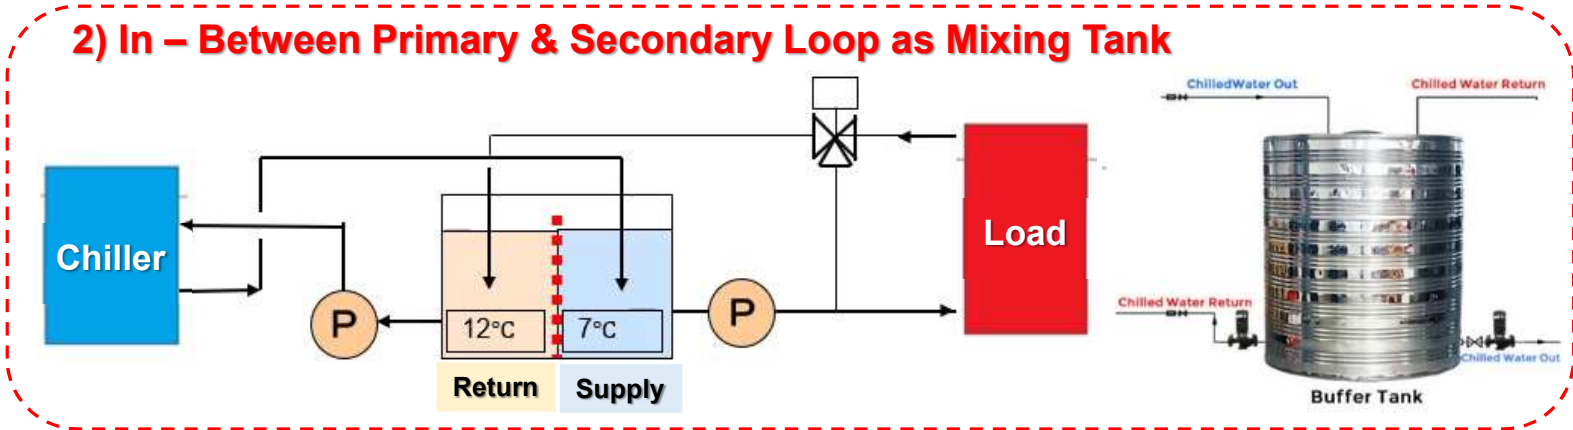 2) In – Between Primary & Secondary Loop as Mixing Tank
ChilledWater Out
Chilled Water Return
Chiller
Load
P
P
12°C
7°C
Return
Supply
Chilled Water Return
Chilled Water Out
Buffer Tank